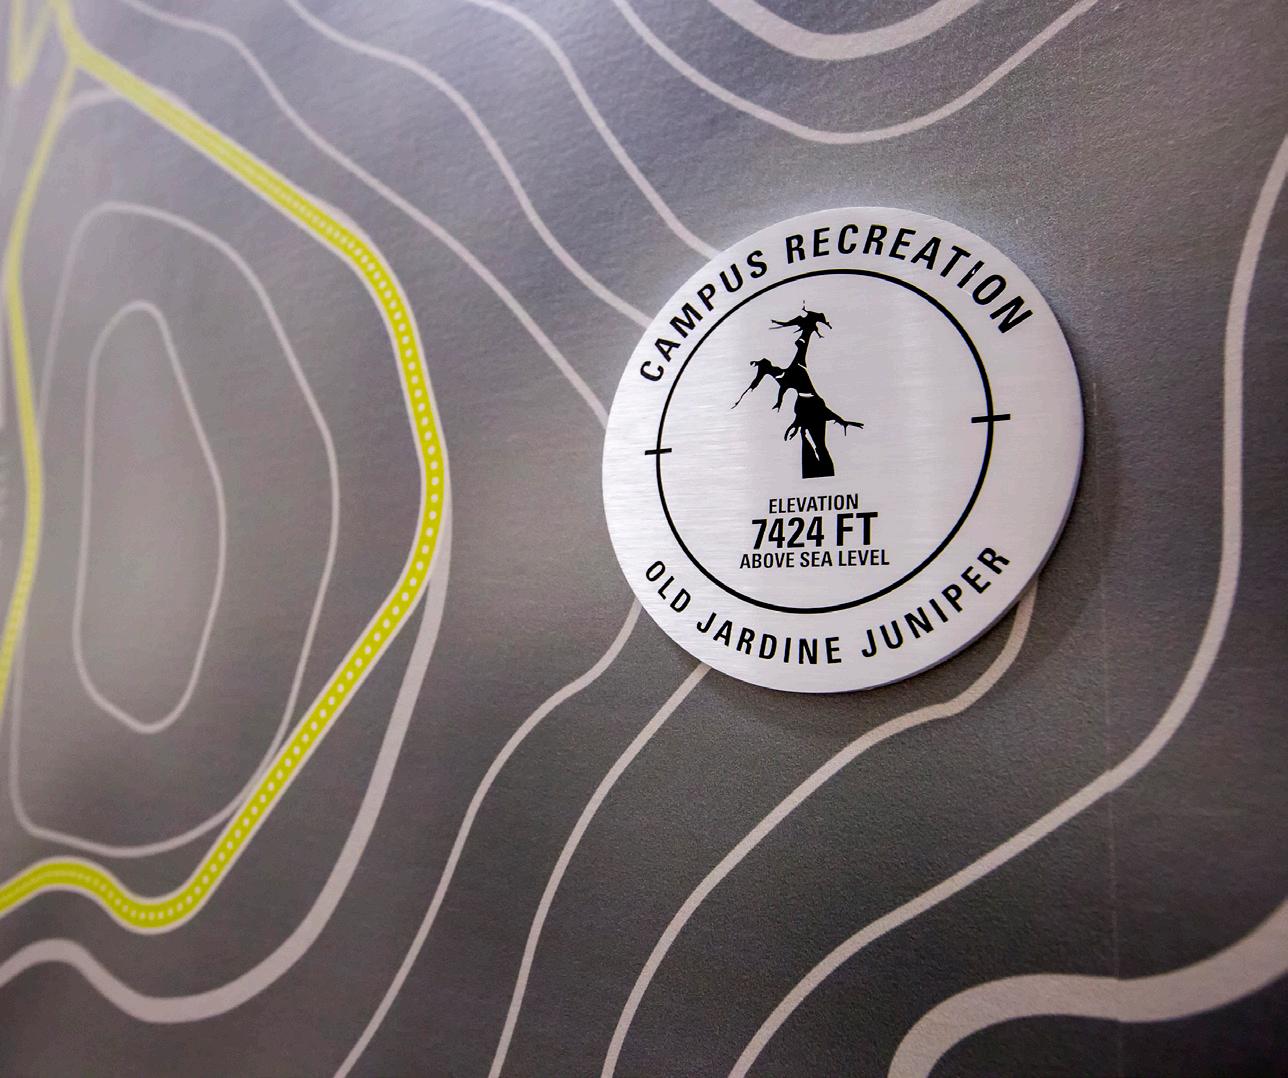 CAMPUS RECREATION
ELEVATION
7424 FT
ABOVE SEA LEVEL
OLD JARDINE JUNIPER